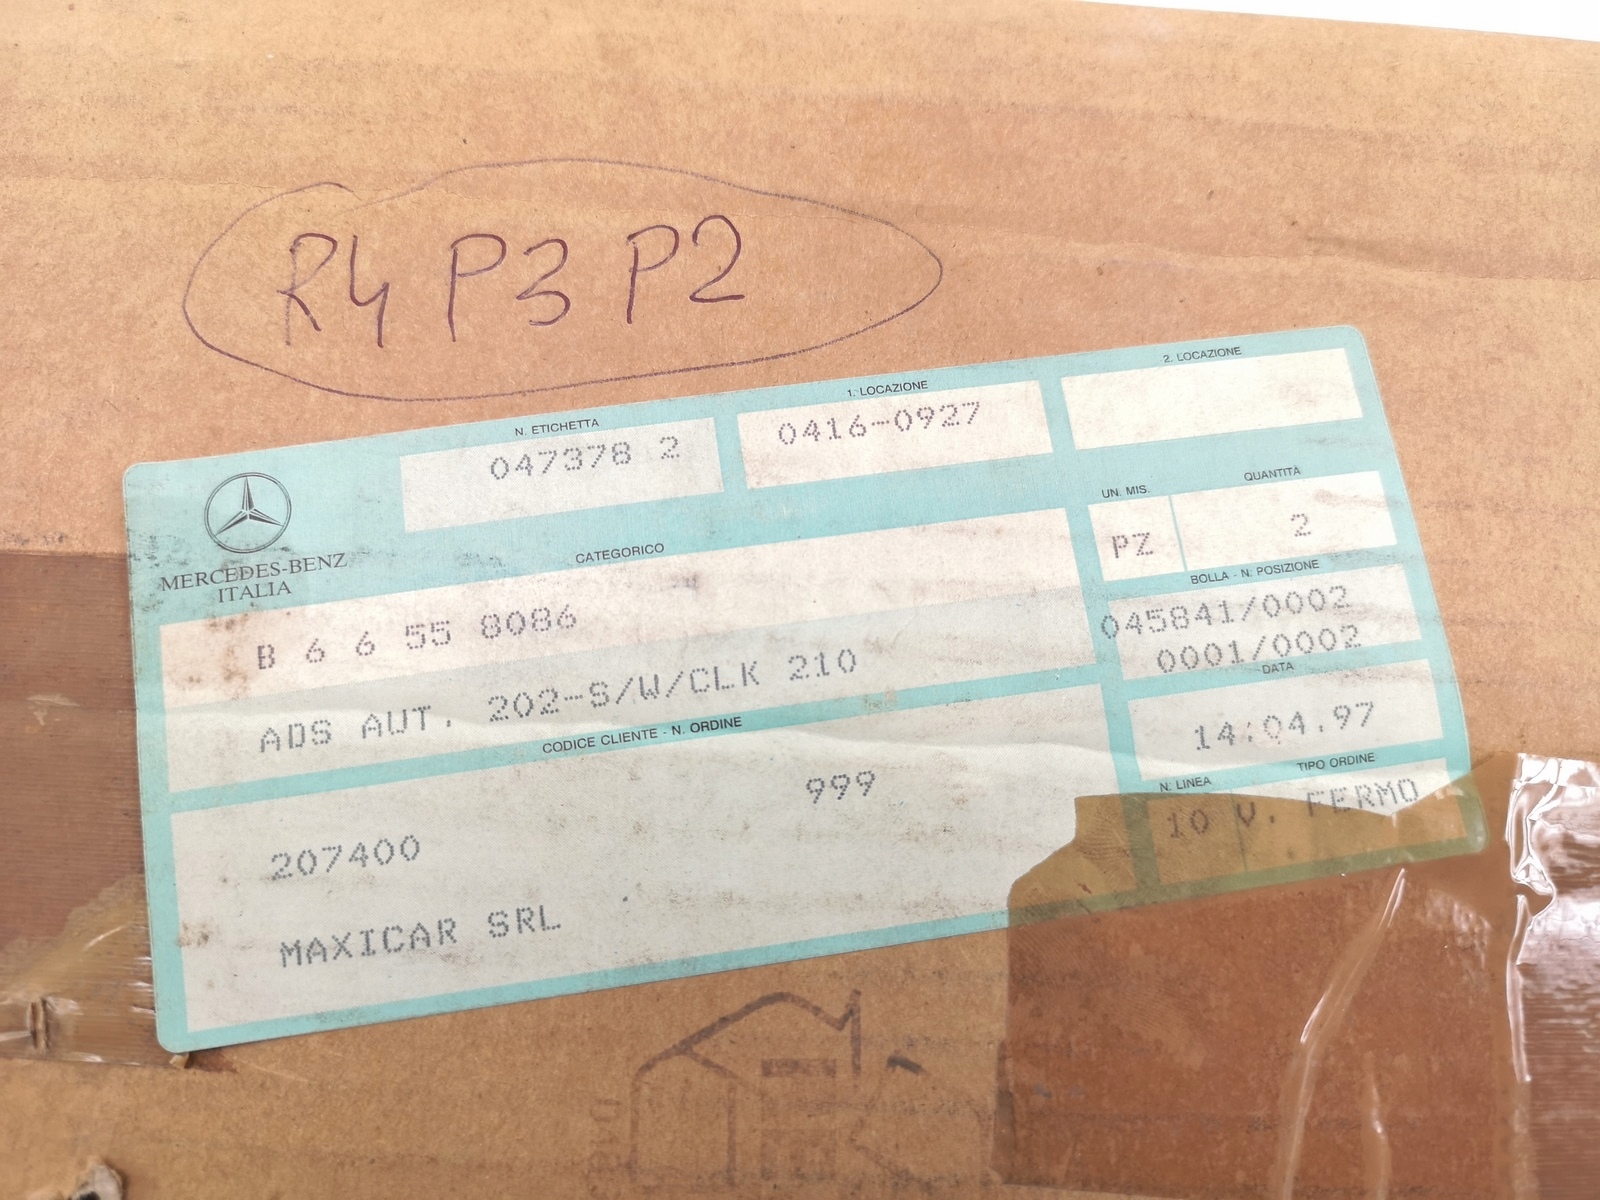 R4 P3 P2
N. ETICHETTA
047378 2
1. LOCAZIONE
0416-0927
2. LOCAZIONE
MERCEDES-BENZ
ITALIA
CATEGORICO
B 6 6 55 8086
ADS AUT. 202-S/W/CLK 210
UN. MIS.
PZ
QUANTITÀ
2
BOLLA - N. POSIZIONE
045841/0002
0001/0002
DATA
14.04.97
CODICE CLIENTE - N. ORDINE
999
207400
MAXICAR SRL
N. LINEA
10
TIPO ORDINE
V. FERMO